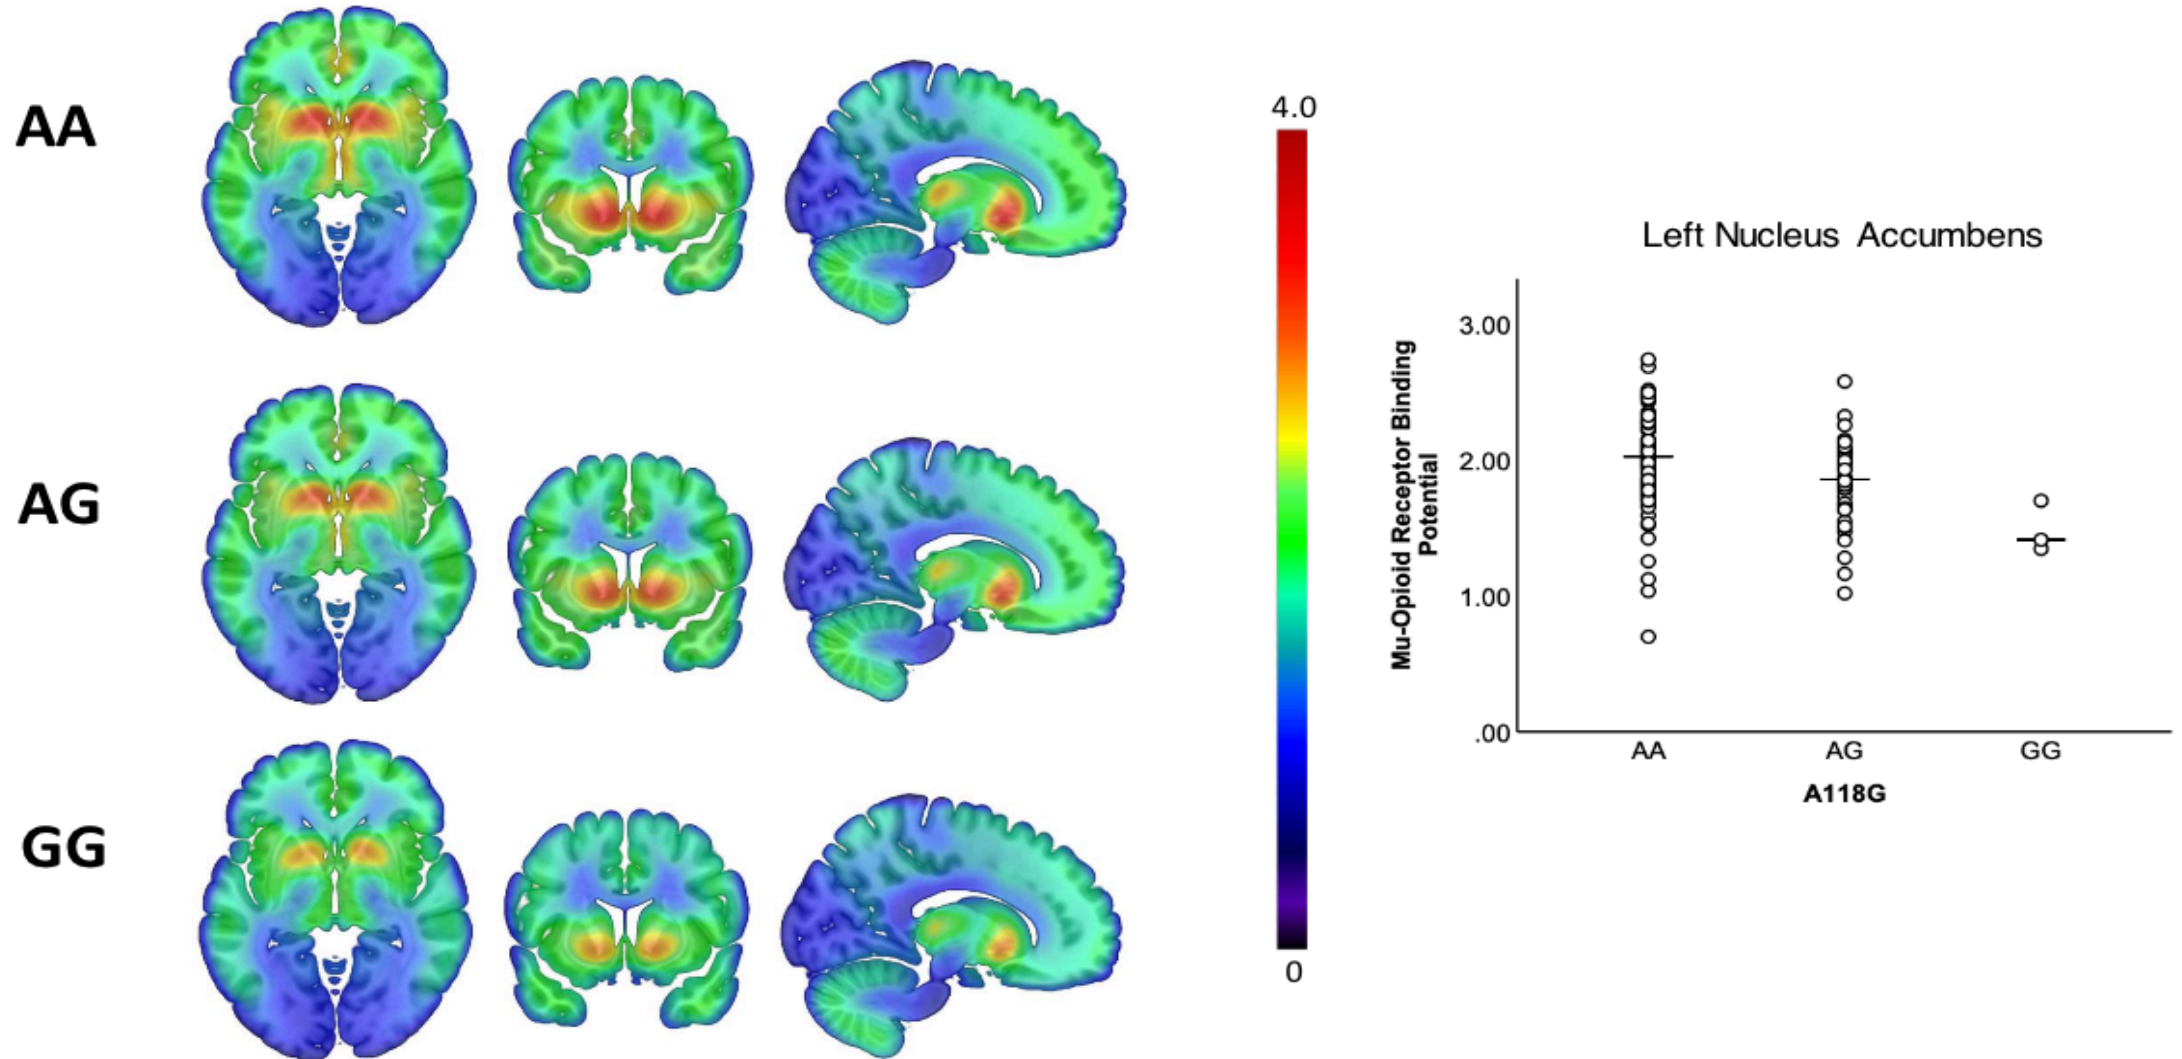 AA
AG
GG
4.0
0
Left Nucleus Accumbens
Mu-Opioid Receptor Binding
Potential
3.00
2.00
1.00
.00
AA
AG
GG
A118G